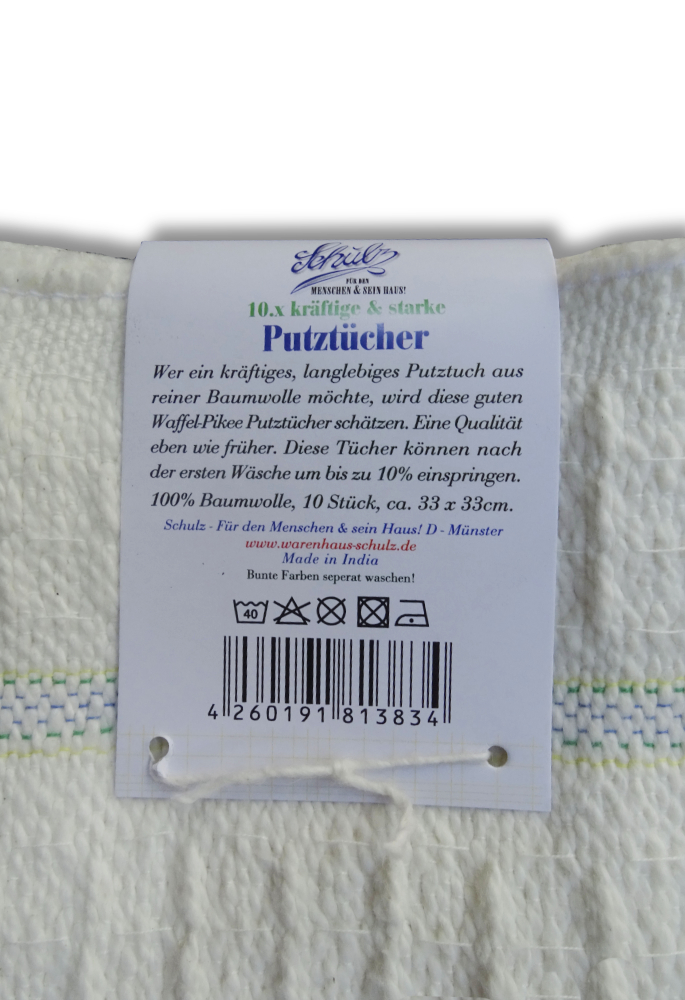 Schulz
FÜR DEN
MENSCHEN & SEIN HAUS!
10.x kräftige & starke
Putztücher
Wer ein kräftiges, langlebiges Putztuch aus
reiner Baumwolle möchte, wird diese guten
Waffel-Pikee Putztücher schätzen. Eine Qualität
eben wie früher. Diese Tücher können nach
der ersten Wäsche um bis zu 10% einspringen.
100% Baumwolle, 10 Stück, ca. 33 x 33cm.
Schulz - Für den Menschen & sein Haus! D - Münster
www.warenhaus-schulz.de
Made in India
Bunte Farben seperat waschen!
40
4 260191 813834